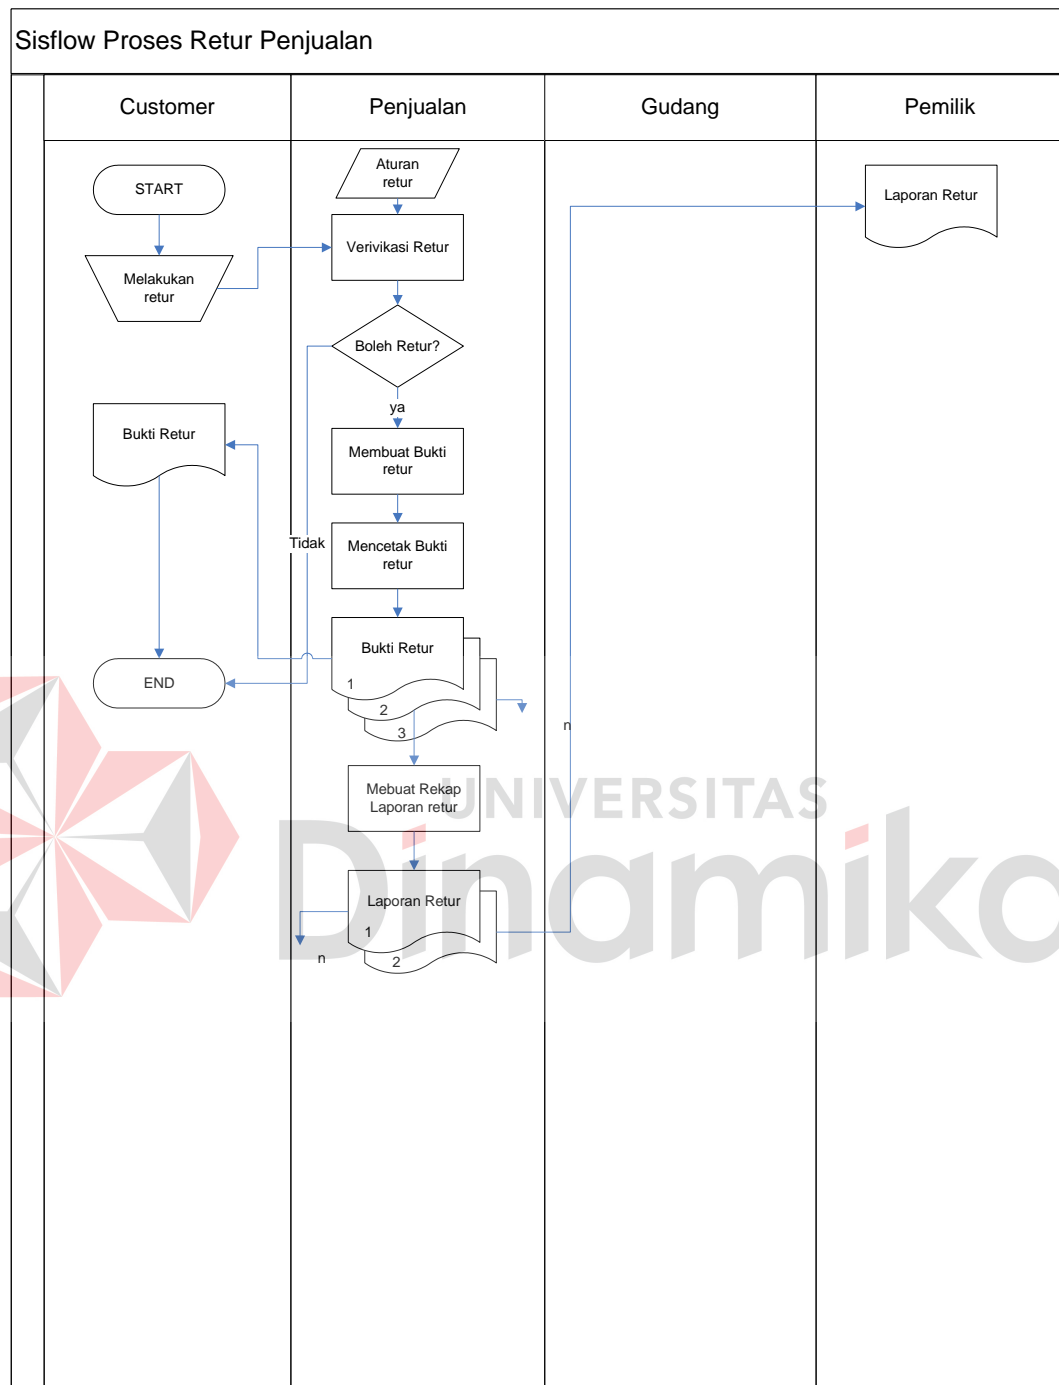 Sisflow Proses Retur Penjualan
Customer
Penjualan
Gudang
Pemilik
START
Aturan
retur
Laporan Retur
Verivikasi Retur
Melakukan
retur
Boleh Retur?
ya
Bukti Retur
Membuat Bukti
retur
Tidak
Mencetak Bukti
retur
Bukti Retur
1
2
3
END
n
Mebuat Rekap
Laporan retur
Laporan Retur
1
2
n
UNIVERSITAS
Dinamika